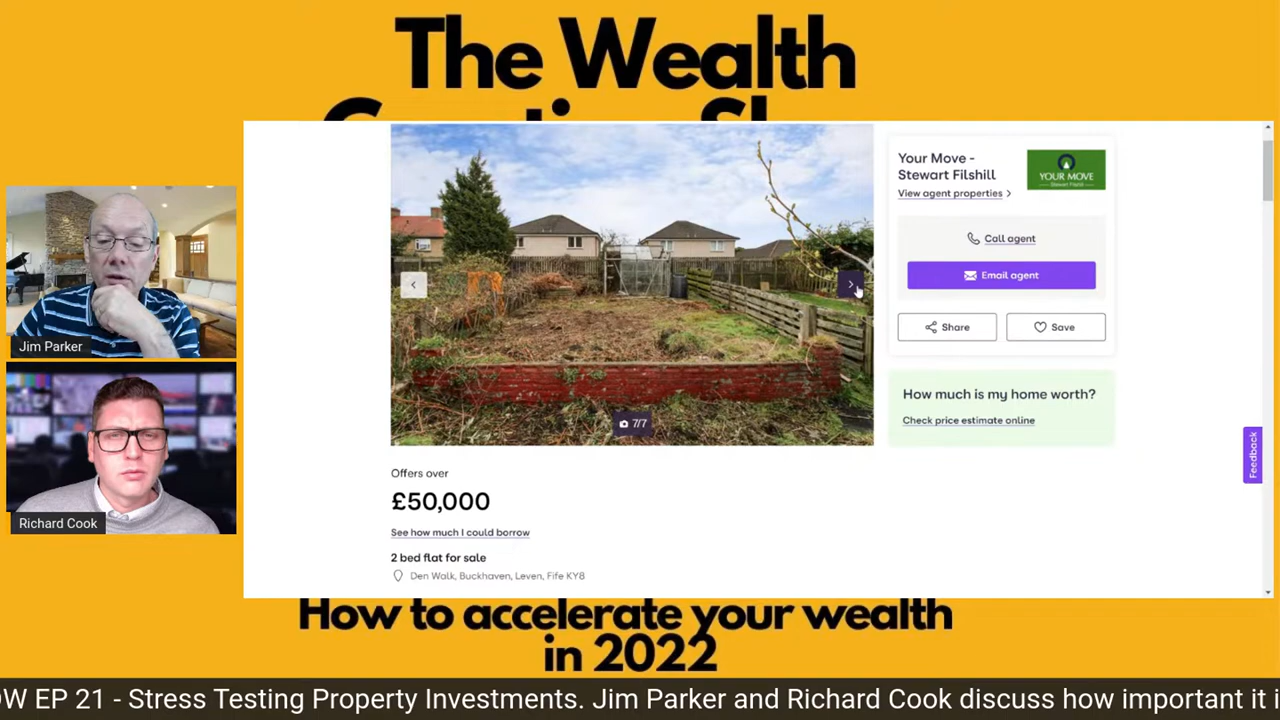 The Wealth
Your Move -
Stewart Filshill
YOUR MOVE
Stewart Filshill
View agent properties
Call agent
Email agent
Share
Save
How much is my home worth?
Check price estimate online
Feedback
7/7
Jim Parker
Richard Cook
Offers over
£50,000
See how much I could borrow
2 bed flat for sale
Den Walk, Buckhaven, Leven, Fife KY8
How to accelerate your wealth
in 2022
OW EP 21 - Stress Testing Property Investments. Jim Parker and Richard Cook discuss how important it i